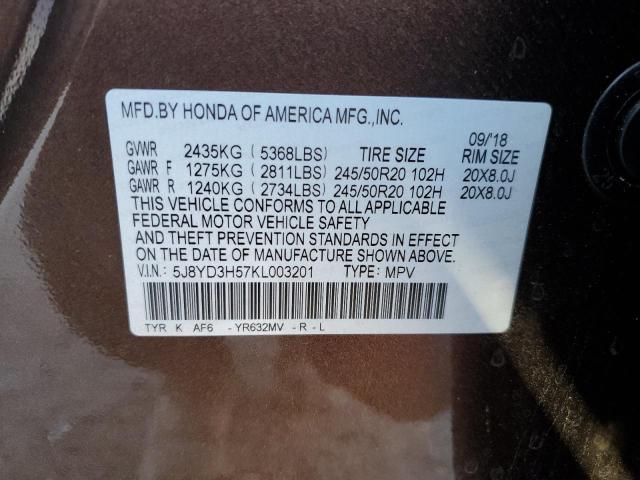 MFD.BY HONDA OF AMERICA MFG.,INC.
09/'18
GVWR 2435KG ( 5368LBS) TIRE SIZE RIM SIZE
GAWR F 1275KG ( 2811LBS) 245/50R20 102H 20X8.0J
GAWR R 1240KG ( 2734LBS) 245/50R20 102H 20X8.0J
THIS VEHICLE CONFORMS TO ALL APPLICABLE
FEDERAL MOTOR VEHICLE SAFETY
AND THEFT PREVENTION STANDARDS IN EFFECT
ON THE DATE OF MANUFACTURE SHOWN ABOVE.
V.I.N.: 5J8YD3H57KL003201 TYPE: MPV
TYR K AF6 -YR632MV -R-L